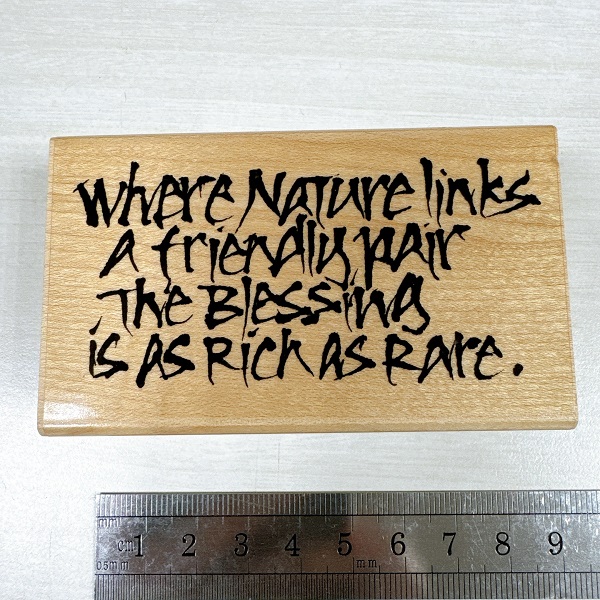 where Nature links
a friendly pair
The Blessing
is as Rich as Rare.
mm
cm 1 2 3 4 5 6 7 8 9
0.5mm mm